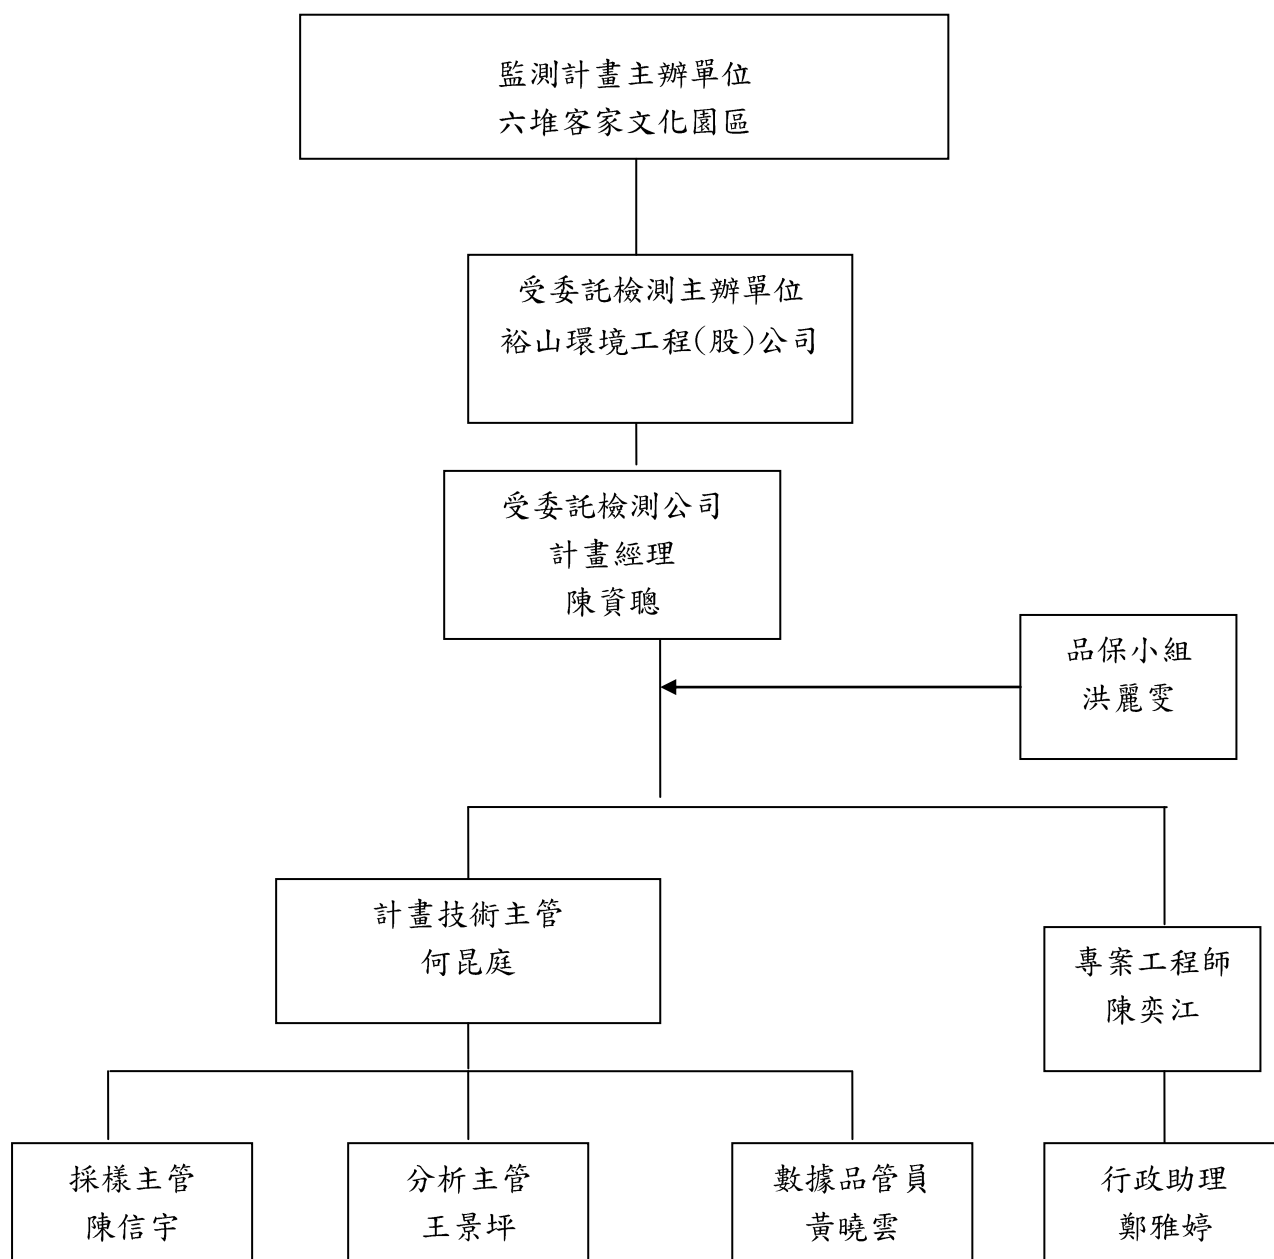 監測計畫主辦單位
六堆客家文化園區
受委託檢測主辦單位
裕山環境工程(股)公司
受委託檢測公司
計畫經理
陳資聰
品保小組
洪麗雯
計畫技術主管
何昆庭
專案工程師
陳奕江
採樣主管
陳信宇
分析主管
王景坪
數據品管員
黃曉雲
行政助理
鄭雅婷